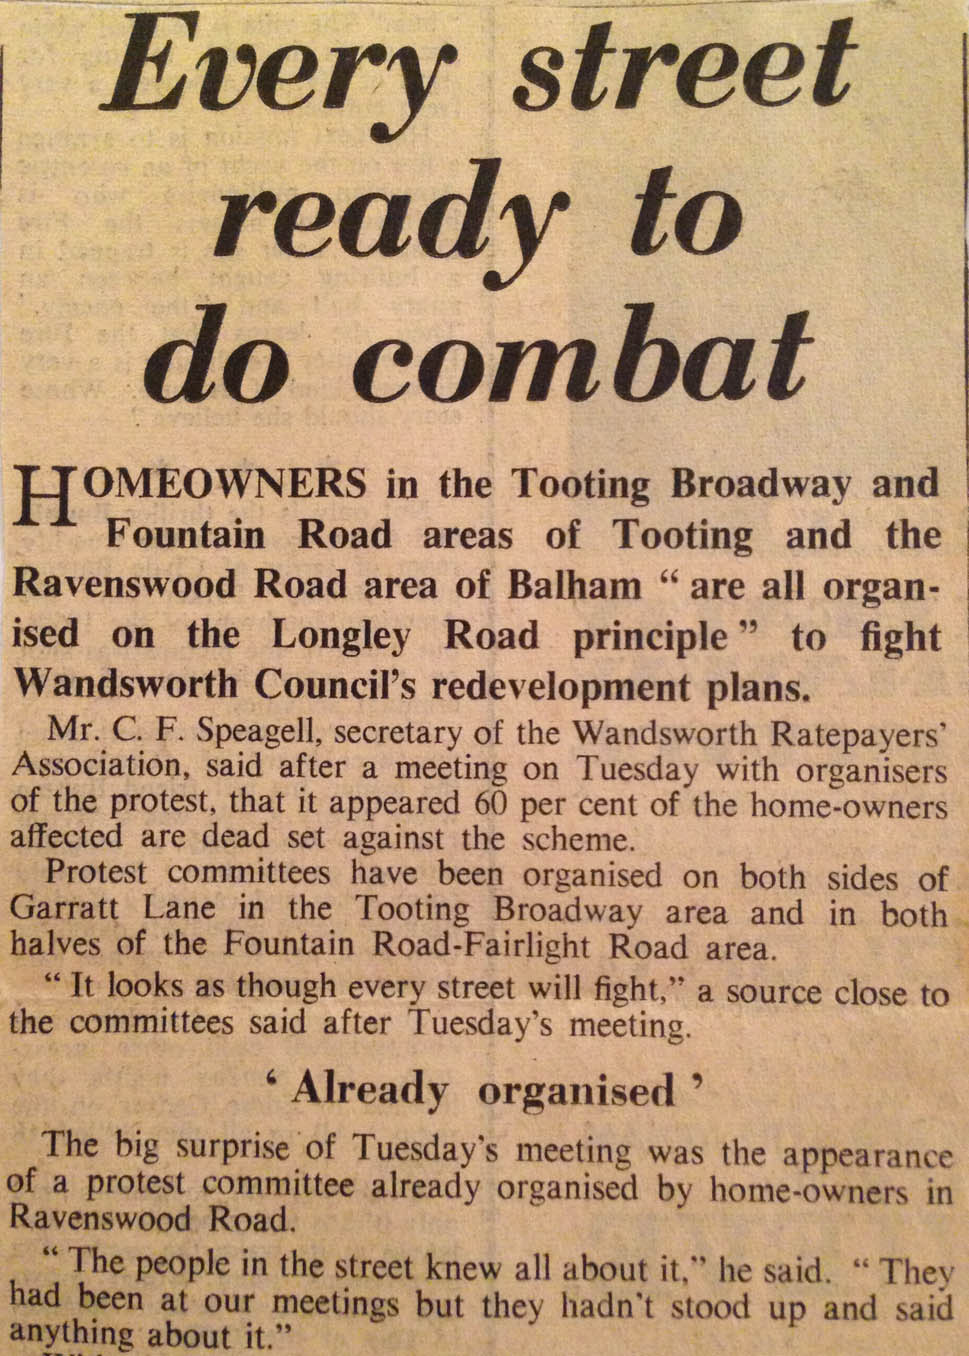 Every street
ready to
do combat
HOMEOWNERS in the Tooting Broadway and
Fountain Road areas of Tooting and the
Ravenswood Road area of Balham “ are all organ-
ised on the Longley Road principle ” to fight
Wandsworth Council’s redevelopment plans.
Mr. C. F. Speagell, secretary of the Wandsworth Ratepayers’
Association, said after a meeting on Tuesday with organisers
of the protest, that it appeared 60 per cent of the home-owners
affected are dead set against the scheme.
Protest committees have been organised on both sides of
Garratt Lane in the Tooting Broadway area and in both
halves of the Fountain Road-Fairlight Road area.
“ It looks as though every street will fight,” a source close to
the committees said after Tuesday’s meeting.
‘ Already organised ’
The big surprise of Tuesday’s meeting was the appearance
of a protest committee already organised by home-owners in
Ravenswood Road.
“ The people in the street knew all about it,” he said. “ They
had been at our meetings but they hadn’t stood up and said
anything about it.”